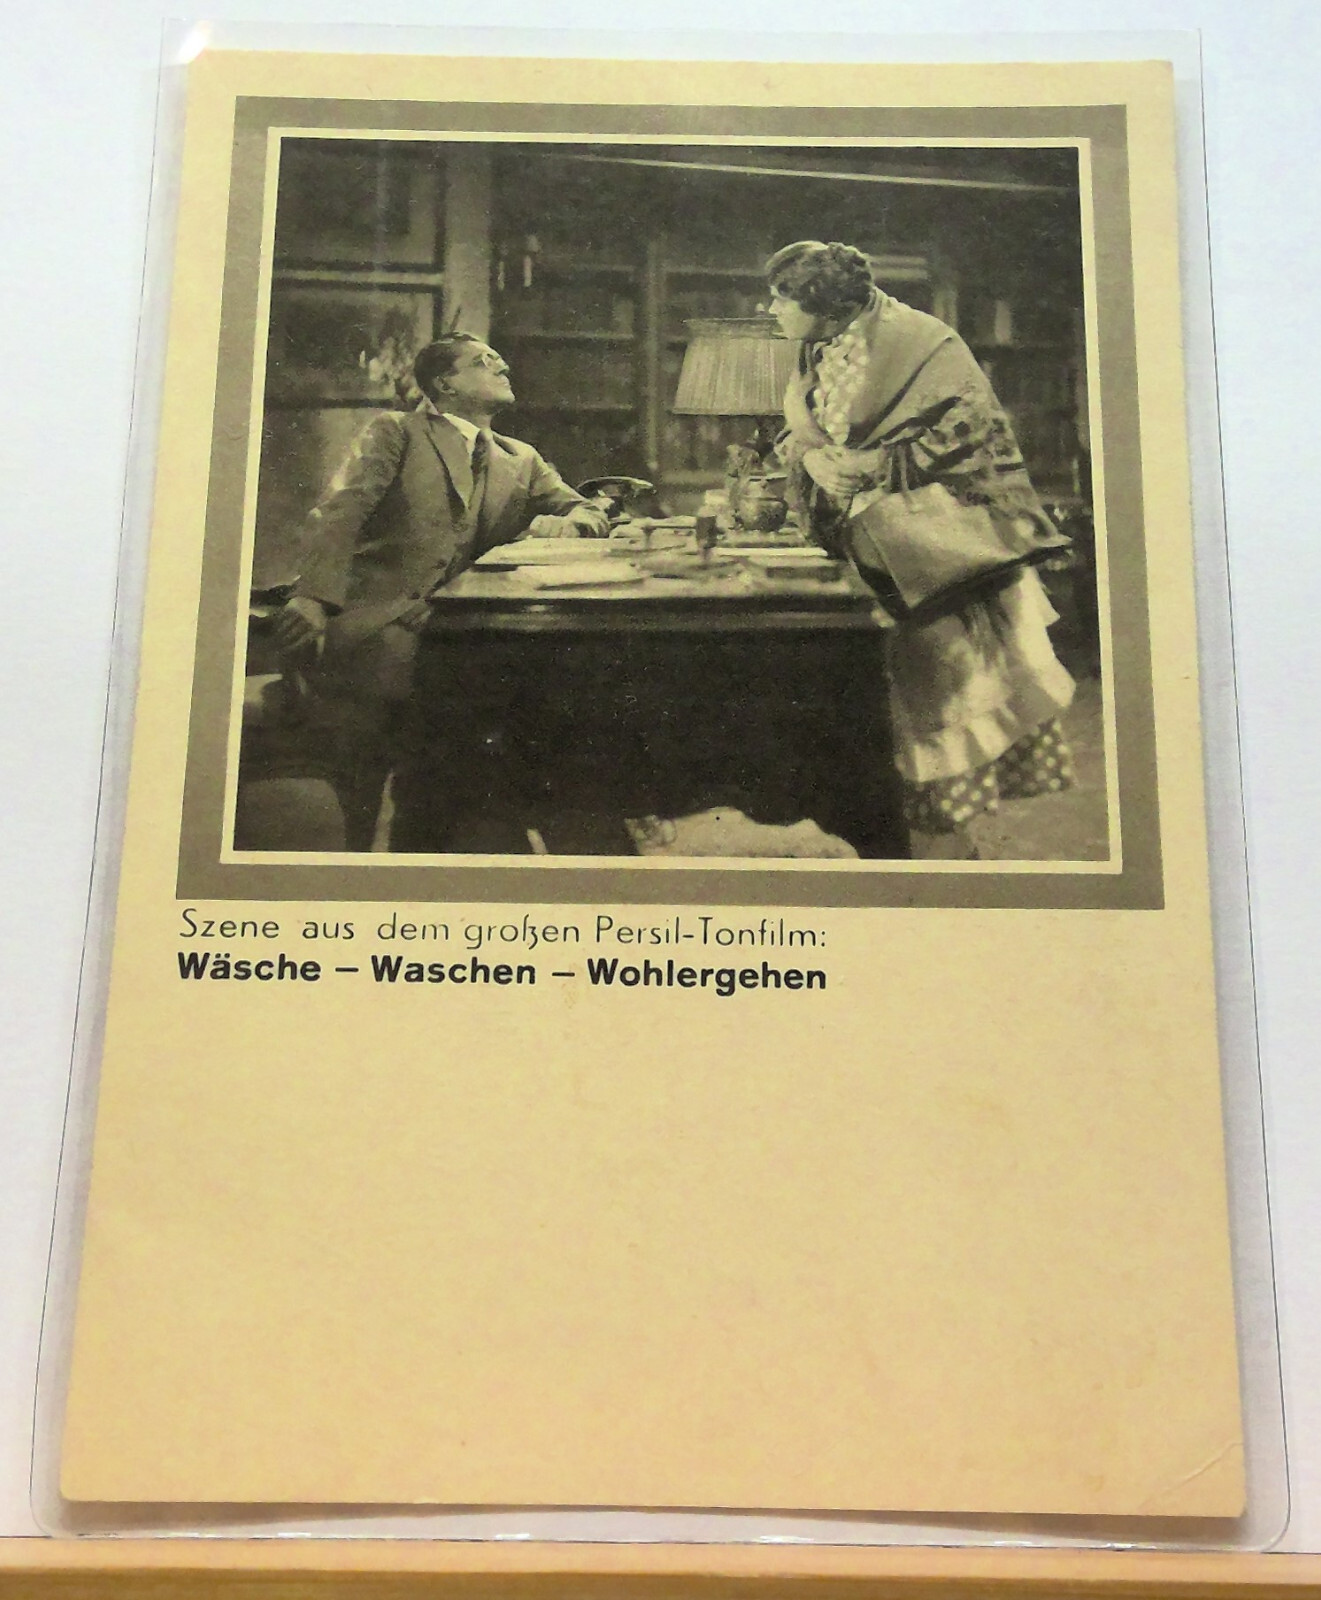 Szene aus dem großen Persil-Tonfilm:
Wäsche – Waschen – Wohlergehen